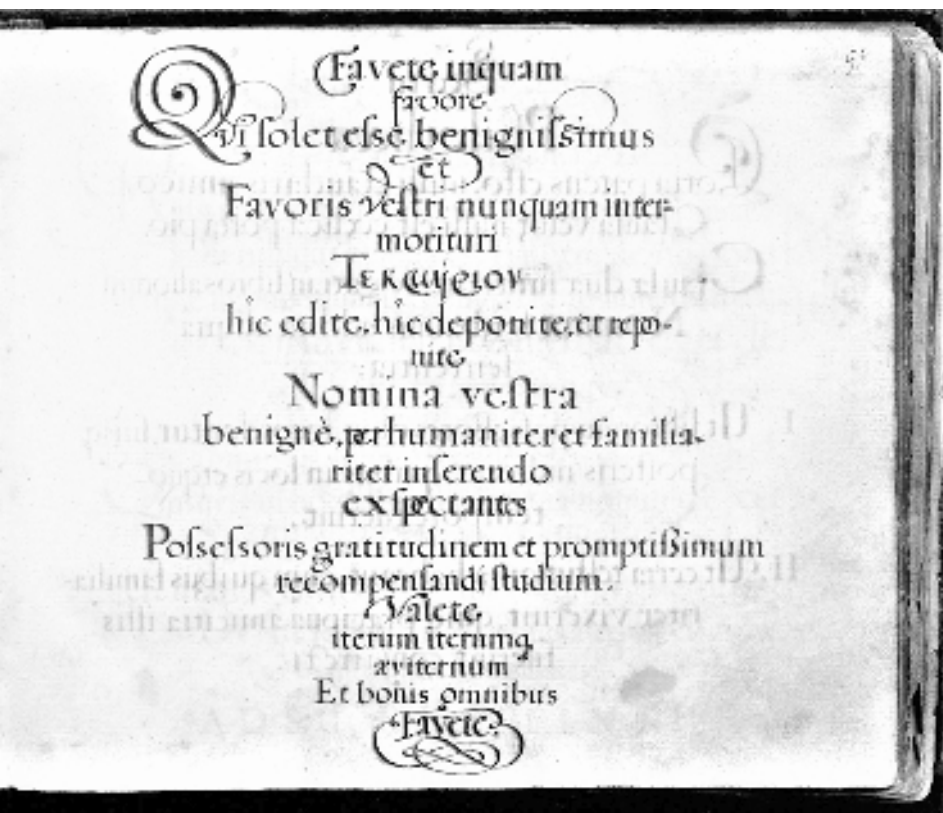 Favete inquam
favore.
Qui solet esse benignissimus
et
Favoris vestri nunquam inter-
morituri
Τεκμήριον
hic edite, hic deponite, et repo-
nite
Nomina vestra
benignè, perhumaniter et familia-
riter inserendo
exspectantes
Possessoris gratitudinem et promptißimum
recompensandi studium.
Valete
iterum iterumq́
æviternum
Et bonis omnibus
Favete.